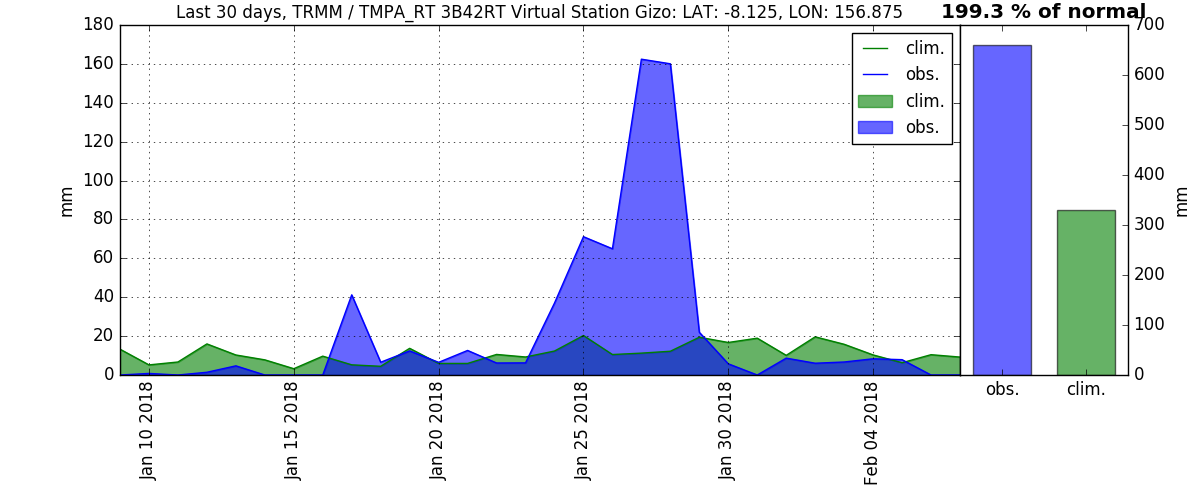 Last 30 days, TRMM / TMPA_RT 3B42RT Virtual Station Gizo: LAT: -8.125, LON: 156.875
199.3 % of normal
180
160
140
120
100
80
60
40
20
0
mm
clim.
obs.
clim.
obs.
Jan 10 2018
Jan 15 2018
Jan 20 2018
Jan 25 2018
Jan 30 2018
Feb 04 2018
700
600
500
400
300
200
100
0
mm
obs.
clim.